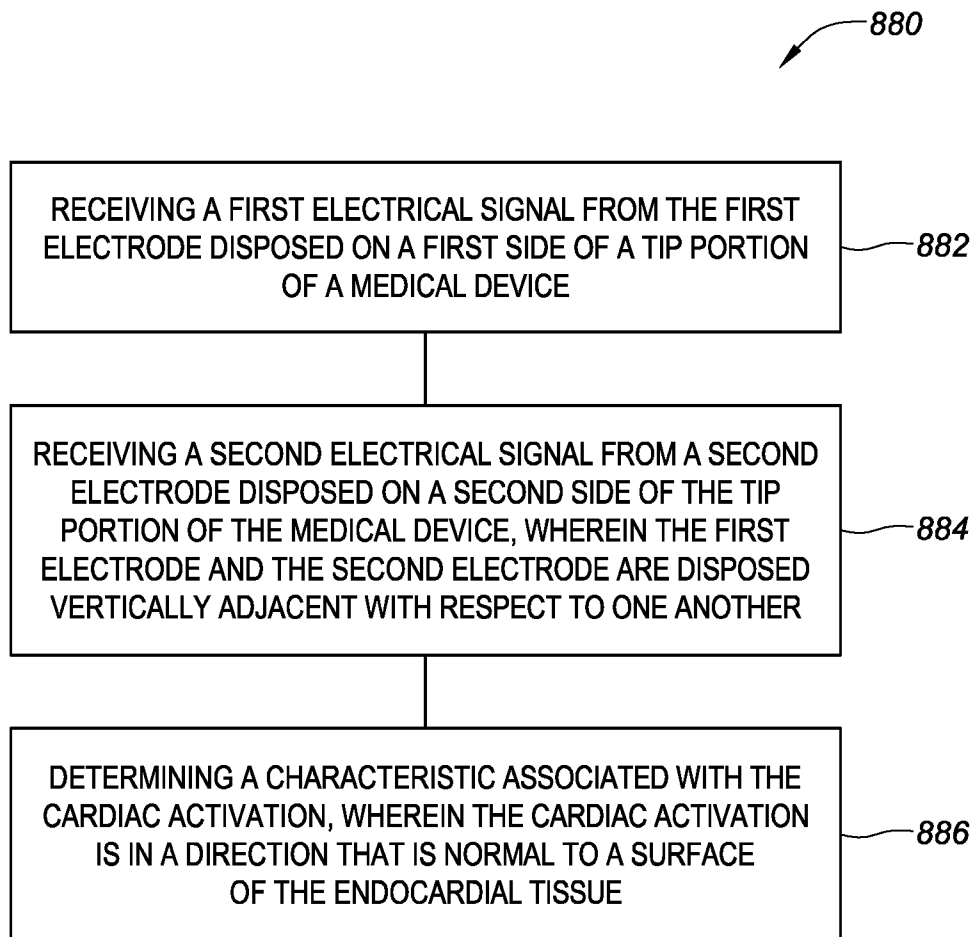 880
RECEIVING A FIRST ELECTRICAL SIGNAL FROM THE FIRST
ELECTRODE DISPOSED ON A FIRST SIDE OF A TIP PORTION
OF A MEDICAL DEVICE
882
RECEIVING A SECOND ELECTRICAL SIGNAL FROM A SECOND
ELECTRODE DISPOSED ON A SECOND SIDE OF THE TIP
PORTION OF THE MEDICAL DEVICE, WHEREIN THE FIRST
ELECTRODE AND THE SECOND ELECTRODE ARE DISPOSED
VERTICALLY ADJACENT WITH RESPECT TO ONE ANOTHER
884
DETERMINING A CHARACTERISTIC ASSOCIATED WITH THE
CARDIAC ACTIVATION, WHEREIN THE CARDIAC ACTIVATION
IS IN A DIRECTION THAT IS NORMAL TO A SURFACE
OF THE ENDOCARDIAL TISSUE
886